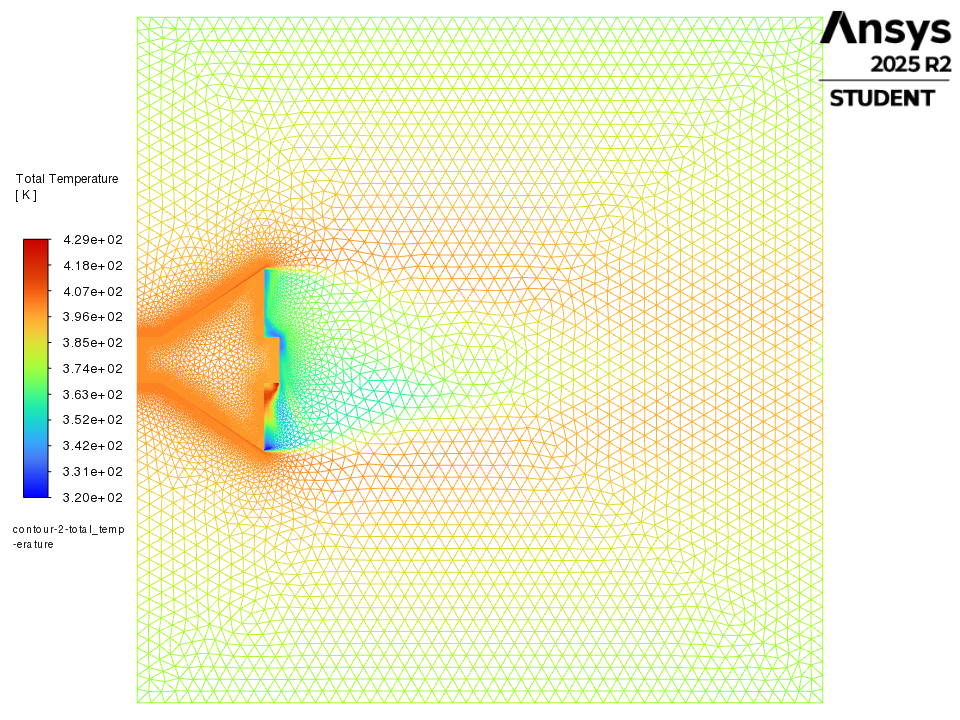 Ansys
2025 R2
STUDENT
Total Temperature
[ K ]
4.29e+02
4.18e+02
4.07e+02
3.96e+02
3.85e+02
3.74e+02
3.63e+02
3.52e+02
3.42e+02
3.31e+02
3.20e+02
contour-2-total_temp
-erature